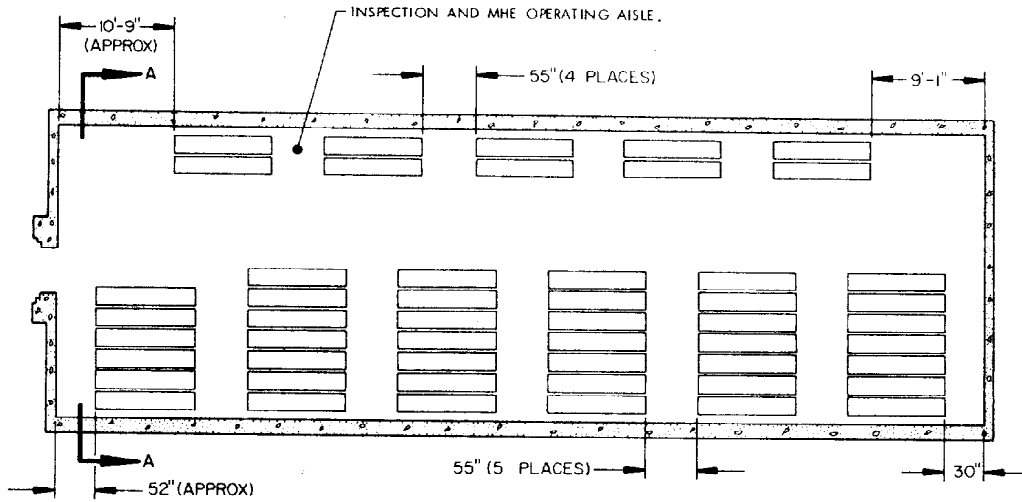 INSPECTION AND MHE OPERATING AISLE.
10'-9"
(APPROX)
A
55" (4 PLACES)
9'-1"
55" (5 PLACES)
A
30"
52" (APPROX)